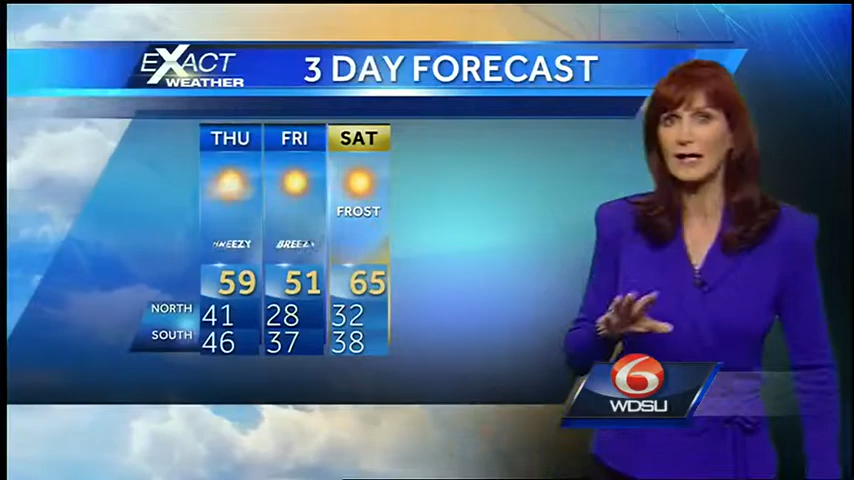 EXACT
WEATHER
3 DAY FORECAST
THU FRI SAT
FROST
BREEZY BREEZY
59 51 65
NORTH 41 28 32
SOUTH 46 37 38
6
WDSU